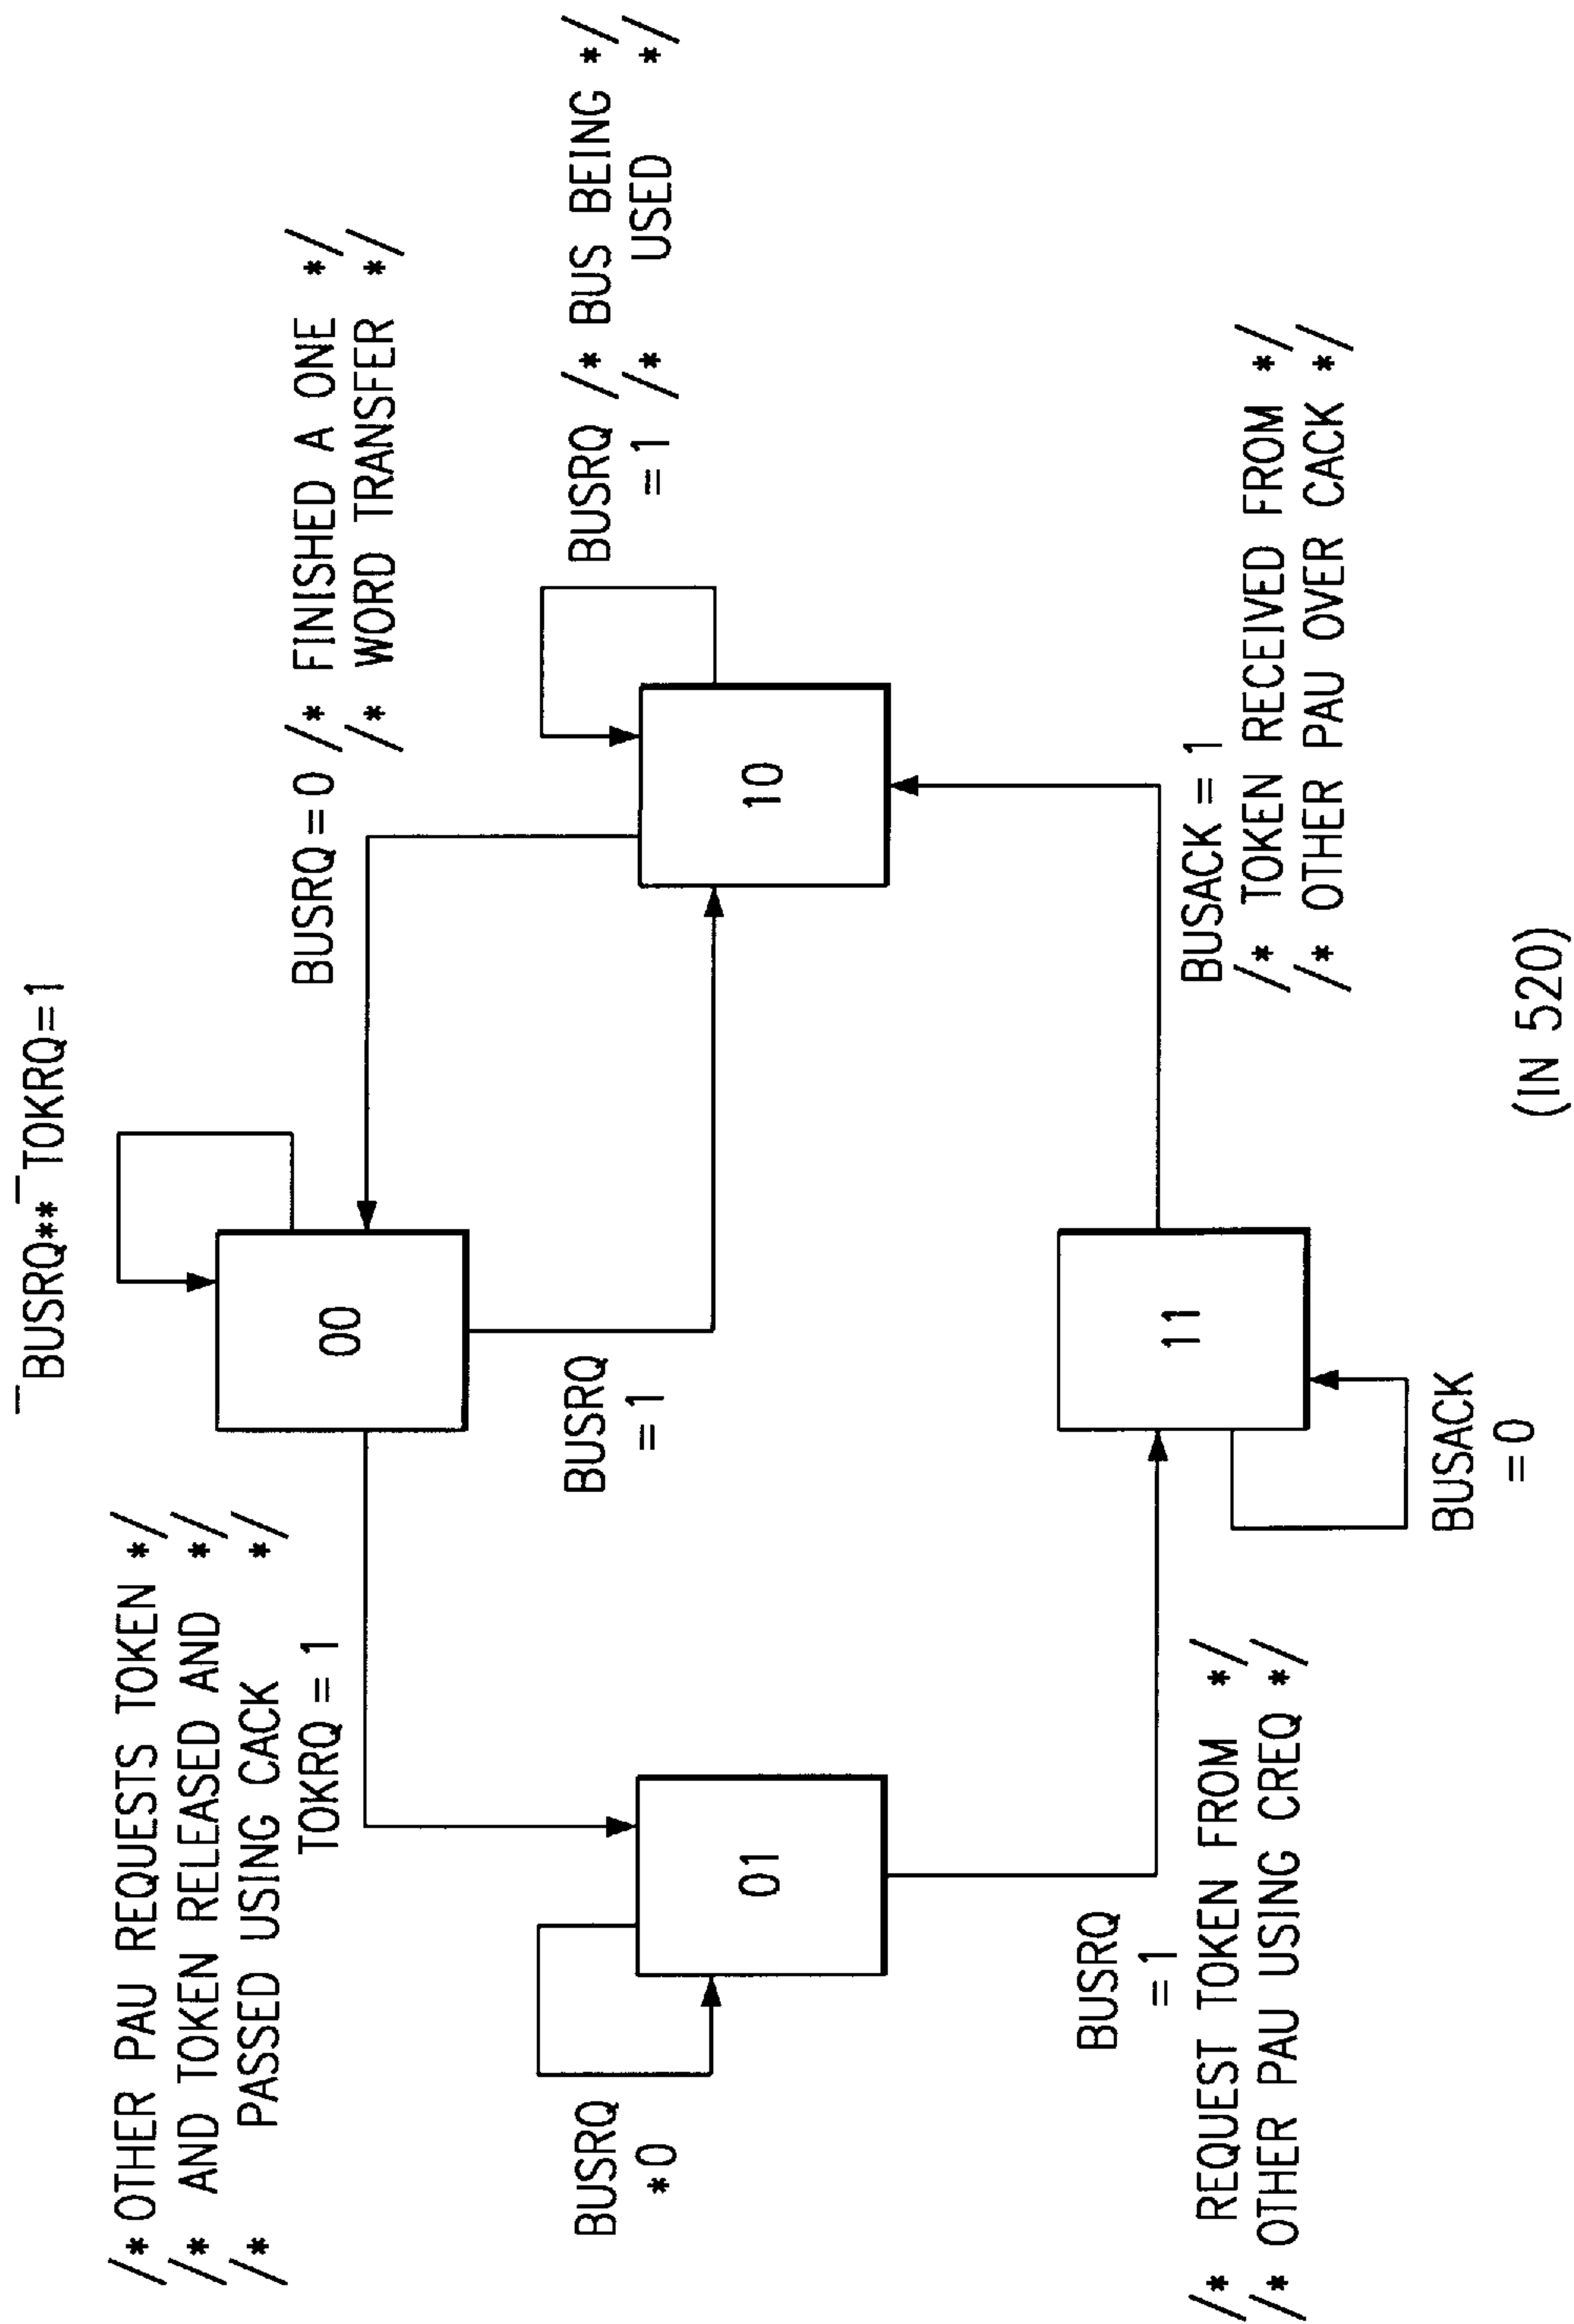 ¯BUSRQ**¯TOKRQ=1
/* OTHER PAU REQUESTS TOKEN */
/* AND TOKEN RELEASED AND */
/* PASSED USING CACK */
TOKRQ = 1
00
BUSRQ = 0 /* FINISHED A ONE */
/* WORD TRANSFER */
BUSRQ
*0
01
BUSRQ
= 1
10
BUSRQ /* BUS BEING */
= 1 /* USED */
BUSRQ
= 1
/* REQUEST TOKEN FROM */
/* OTHER PAU USING CREQ */
11
BUSACK
= 0
BUSACK = 1
/* TOKEN RECEIVED FROM */
/* OTHER PAU OVER CACK */
(IN 520)